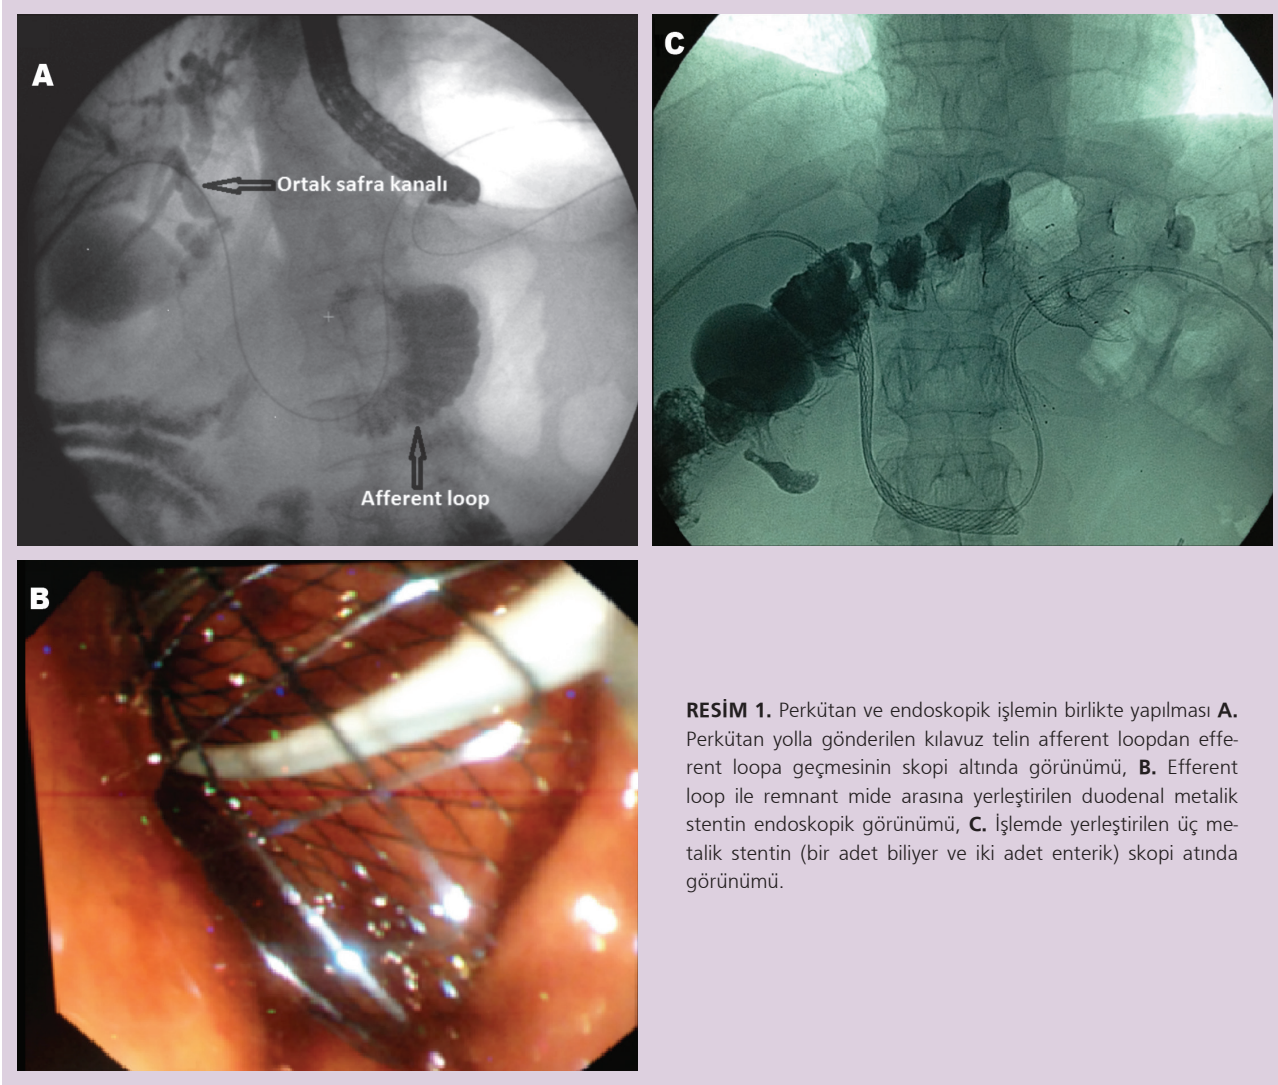 A
Ortak safra kanalı
Afferent loop
C
B
RESİM 1. Perkütan ve endoskopik işlemin birlikte yapılması A.
Perkütan yolla gönderilen kılavuz telin afferent loopdan effe-
rent loopa geçmesinin skopi altında görünümü, B. Efferent
loop ile remnant mide arasına yerleştirilen duodenal metalik
stentin endoskopik görünümü, C. İşlemde yerleştirilen üç me-
talik stentin (bir adet biliyer ve iki adet enterik) skopi atında
görünümü.